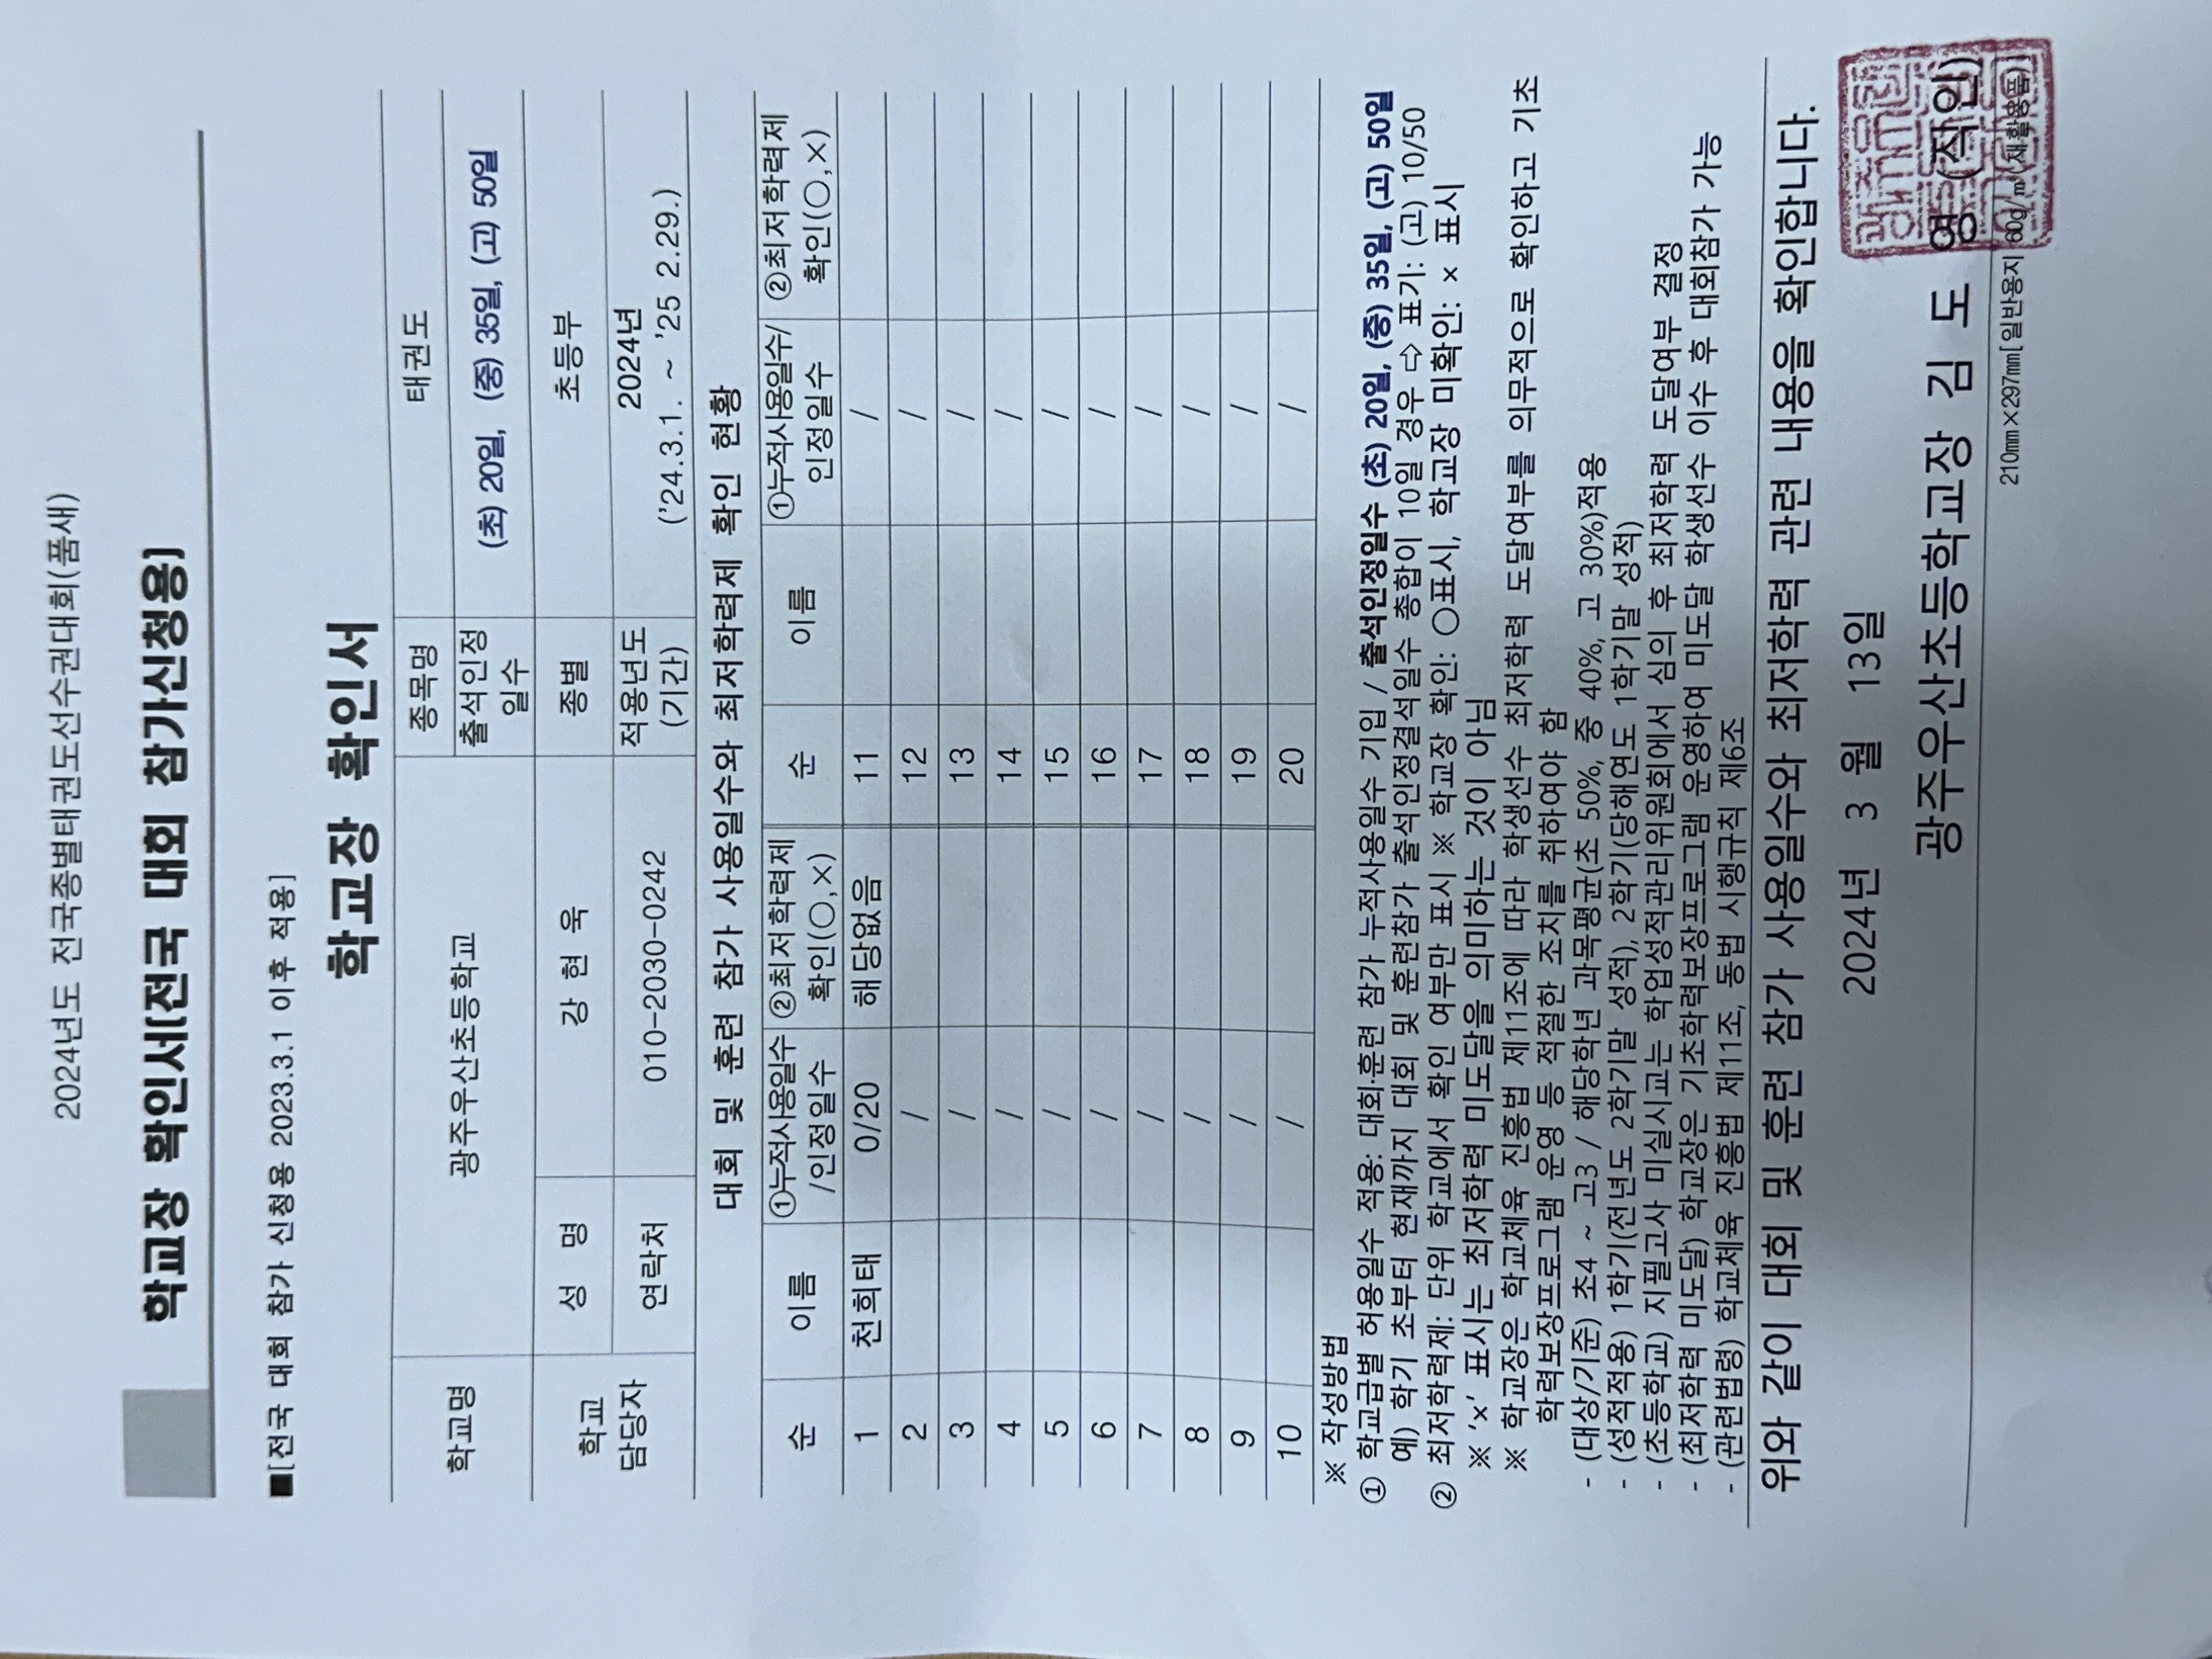 2024년도 전국종별태권도선수권대회(품새)
학교장 확인서(전국 대회 참가신청용)
■[전국 대회 참가 신청용 2023.3.1 이후 적용]
학교장 확인서
학교명 광주우산초등학교 종목명 태권도
출석인정 일수 (초) 20일, (중) 35일, (고) 50일
학교 담당자 성 명 강 현 욱 종별 초등부
연락처 010-2030-0242 적용년도 (기간) 2024년 ('24.3.1. ~ '25 2.29.)
대회 및 훈련 참가 사용일수와 최저학력제 확인 현황
순 이름 ①누적사용일수 /인정일수 ②최저학력제 확인(○,×) 순 이름 ①누적사용일수/ 인정일수 ②최저학력제 확인(○,×)
1 천희태 0/20 해당없음 11 /
2 / 12 /
3 / 13 /
4 / 14 /
5 / 15 /
6 / 16 /
7 / 17 /
8 / 18 /
9 / 19 /
10 / 20 /
※ 작성방법
① 학교급별 허용일수 적용: 대회·훈련 참가 누적사용일수 기입 / 출석인정일수 (초) 20일, (중) 35일, (고) 50일
예) 학기 초부터 현재까지 대회 및 훈련참가 출석인정결석일수 총합이 10일 경우 ⇨ 표기: (고) 10/50
② 최저학력제: 단위 학교에서 확인 여부만 표시 ※ 학교장 확인: ○표시, 학교장 미확인: × 표시
※ '×' 표시는 최저학력 미도달을 의미하는 것이 아님
※ 학교장은 학교체육 진흥법 제11조에 따라 학생선수 최저학력 도달여부를 의무적으로 확인하고 기초
학력보장프로그램 운영 등 적절한 조치를 취하여야 함
- (대상/기준) 초4 ~ 고3 / 해당학년 과목평균(초 50%, 중 40%, 고 30%)적용
- (성적적용) 1학기(전년도 2학기말 성적), 2학기(당해연도 1학기말 성적)
- (초등학교) 지필고사 미실시교는 학업성적관리위원회에서 심의 후 최저학력 도달여부 결정
- (최저학력 미도달) 학교장은 기초학력보장프로그램 운영하여 미도달 학생선수 이수 후 대회참가 가능
- (관련법령) 학교체육 진흥법 제11조, 동법 시행규칙 제6조
위와 같이 대회 및 훈련 참가 사용일수와 최저학력 관련 내용을 확인합니다.
2024년 3 월 13일
광주우산초등학교장 김 도 영 (직인)
210㎜×297㎜[일반용지 60g/㎡(재활용품)]